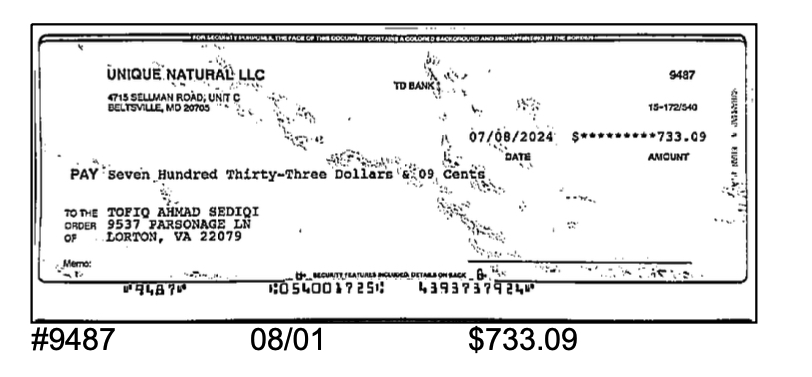 FOR SECURITY PURPOSES, THE FACE OF THIS DOCUMENT CONTAINS A COLORED BACKGROUND AND MICROPRINTING IN THE BORDER
UNIQUE NATURAL LLC
4715 SELLMAN ROAD, UNIT C
BELTSVILLE, MD 20705
TD BANK
9487
15-172/540
07/08/2024 $*********733.09
DATE AMOUNT
PAY Seven Hundred Thirty-Three Dollars & 09 Cents
TO THE TOFIQ AHMAD SEDIQI
ORDER 9537 PARSONAGE LN
OF LORTON, VA 22079
Memo:
SECURITY FEATURES INCLUDED. DETAILS ON BACK
⑈9487⑈ ⑆054001725⑆ 4393737924⑈
#9487 08/01 $733.09